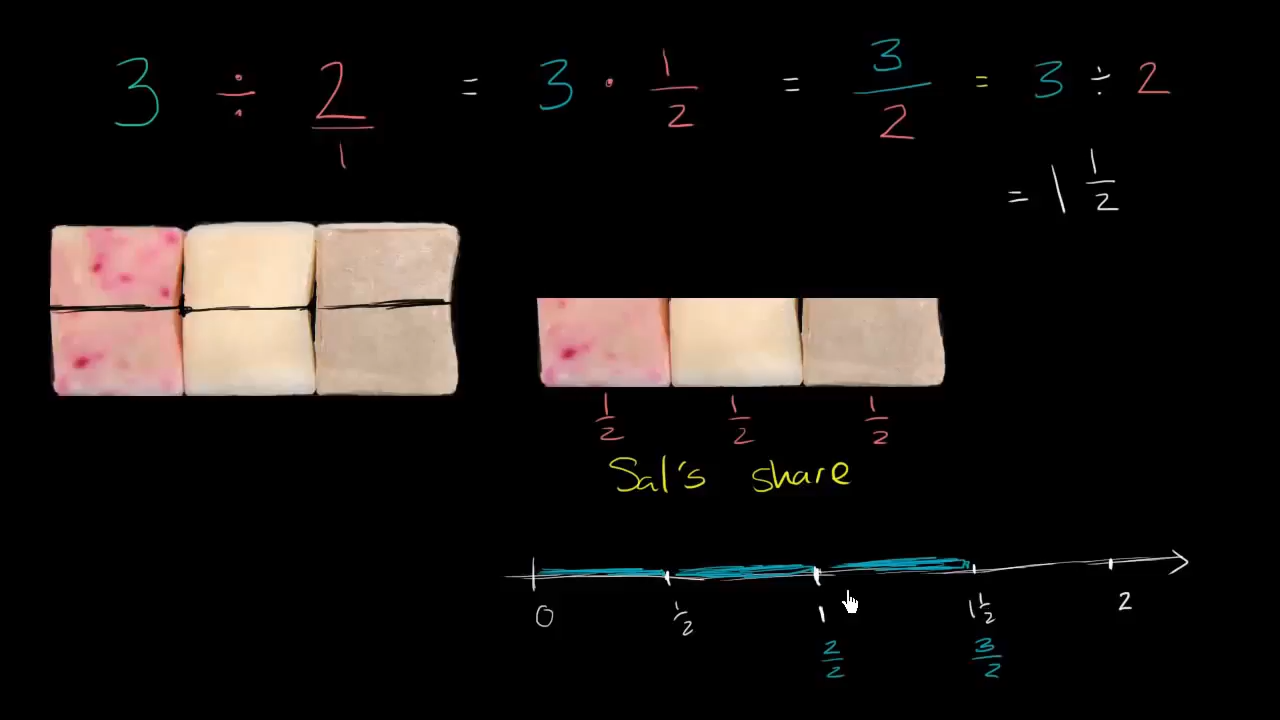 3 ÷ 2/1 = 3 · 1/2 = 3/2 = 3 ÷ 2
= 1 1/2
1/2 1/2 1/2
Sal's share
0 1/2 1 1 1/2 2
2/2 3/2